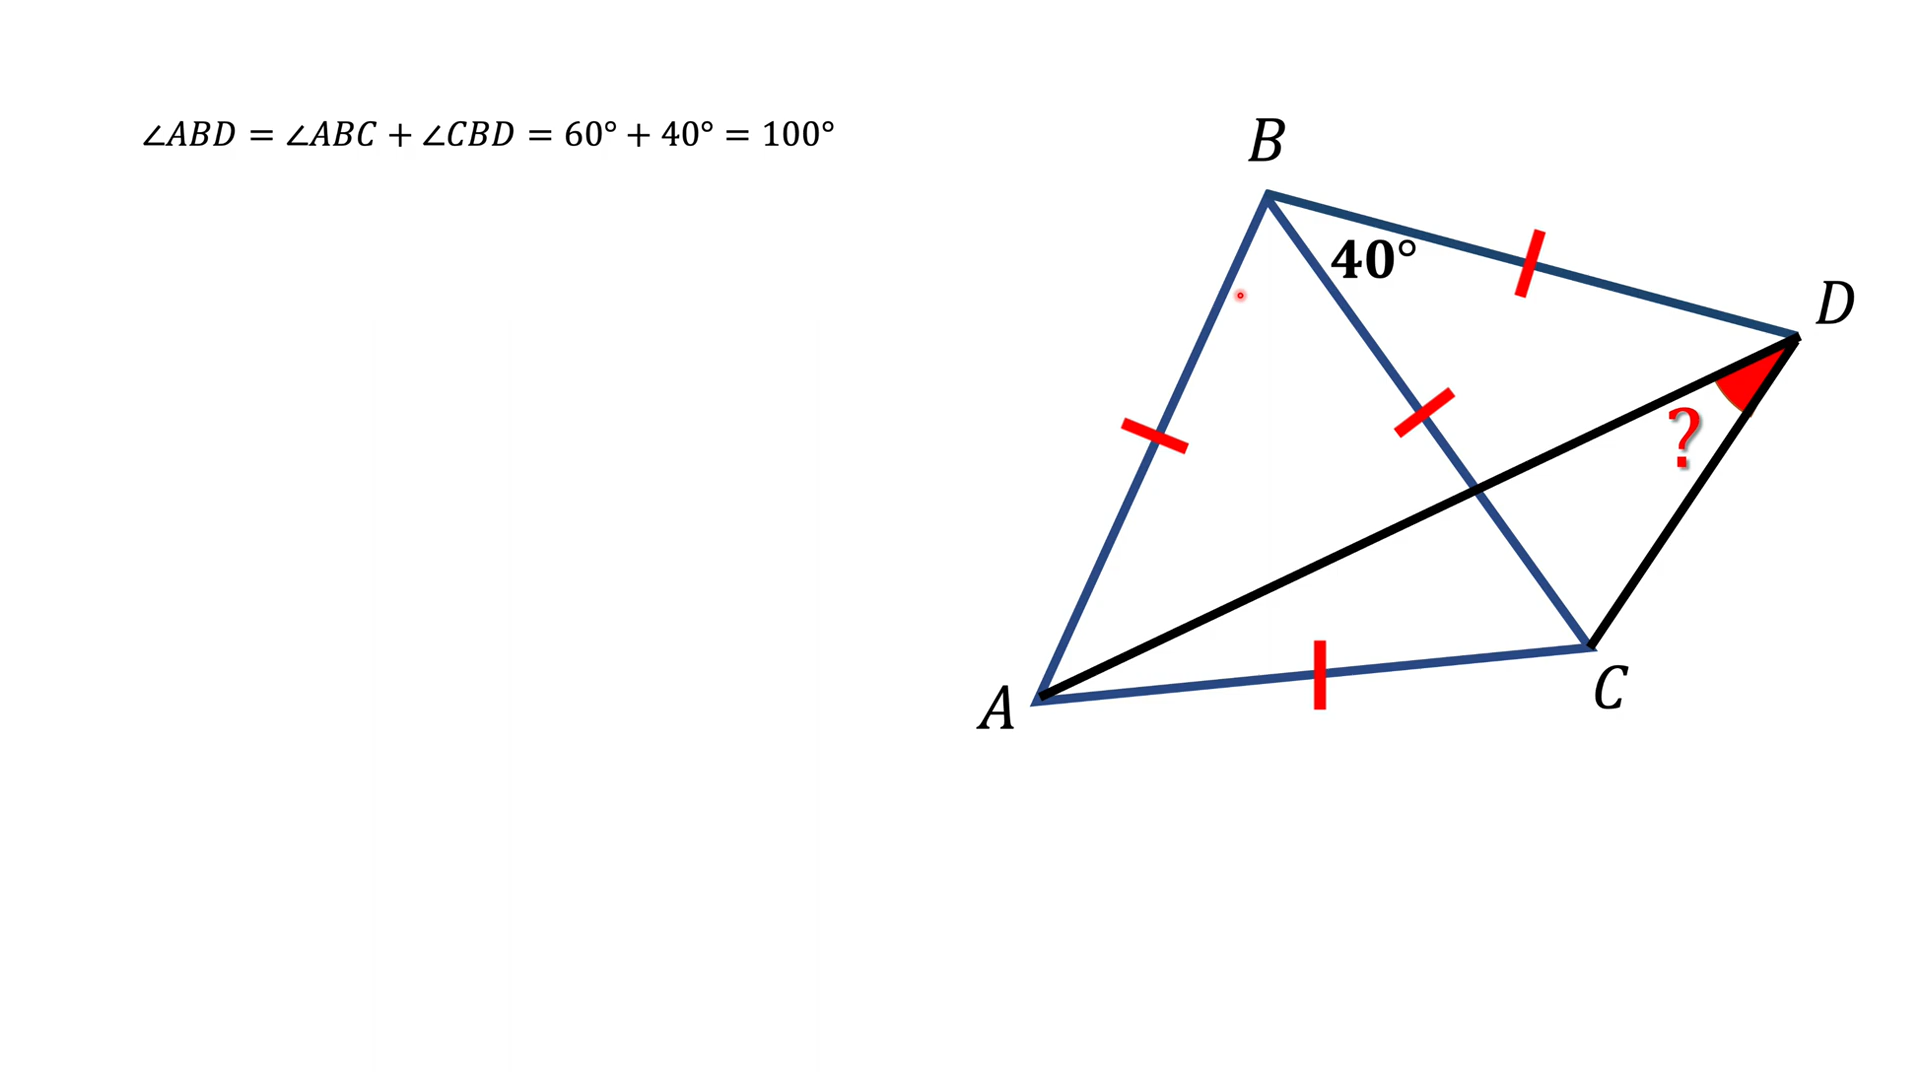 ∠ABD = ∠ABC + ∠CBD = 60° + 40° = 100°
B
40°
D
?
A
C